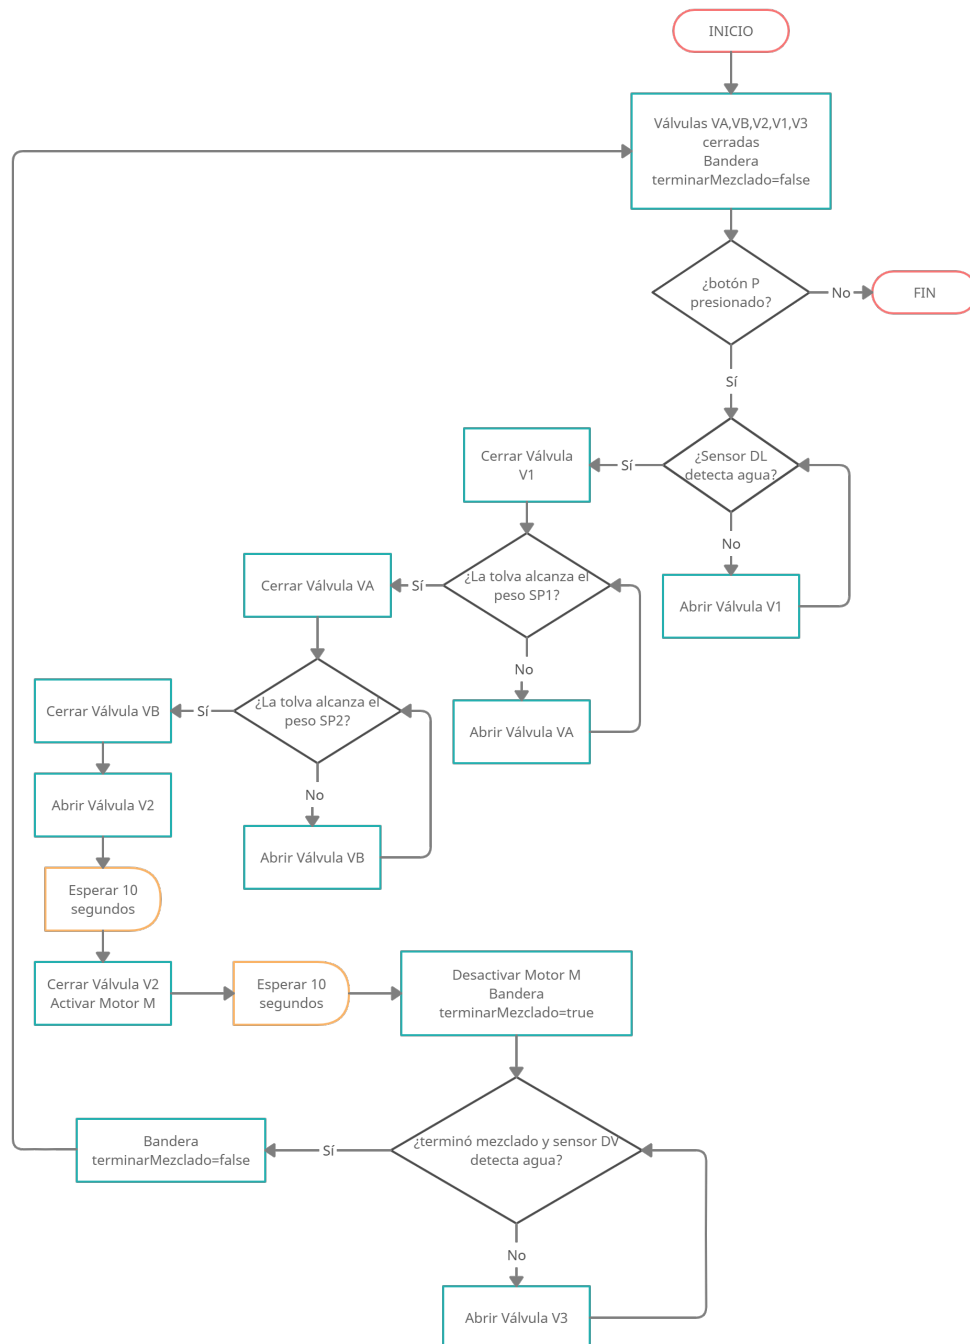 INICIO
Válvulas VA,VB,V2,V1,V3
cerradas
Bandera
terminarMezclado=false
¿botón P
presionado?
No
FIN
Sí
¿Sensor DL
detecta agua?
Sí
Cerrar Válvula
V1
No
Abrir Válvula V1
¿La tolva alcanza el
peso SP1?
Sí
Cerrar Válvula VA
No
Abrir Válvula VA
¿La tolva alcanza el
peso SP2?
Sí
Cerrar Válvula VB
No
Abrir Válvula VB
Abrir Válvula V2
Esperar 10
segundos
Cerrar Válvula V2
Activar Motor M
Esperar 10
segundos
Desactivar Motor M
Bandera
terminarMezclado=true
¿terminó mezclado y sensor DV
detecta agua?
Sí
Bandera
terminarMezclado=false
No
Abrir Válvula V3